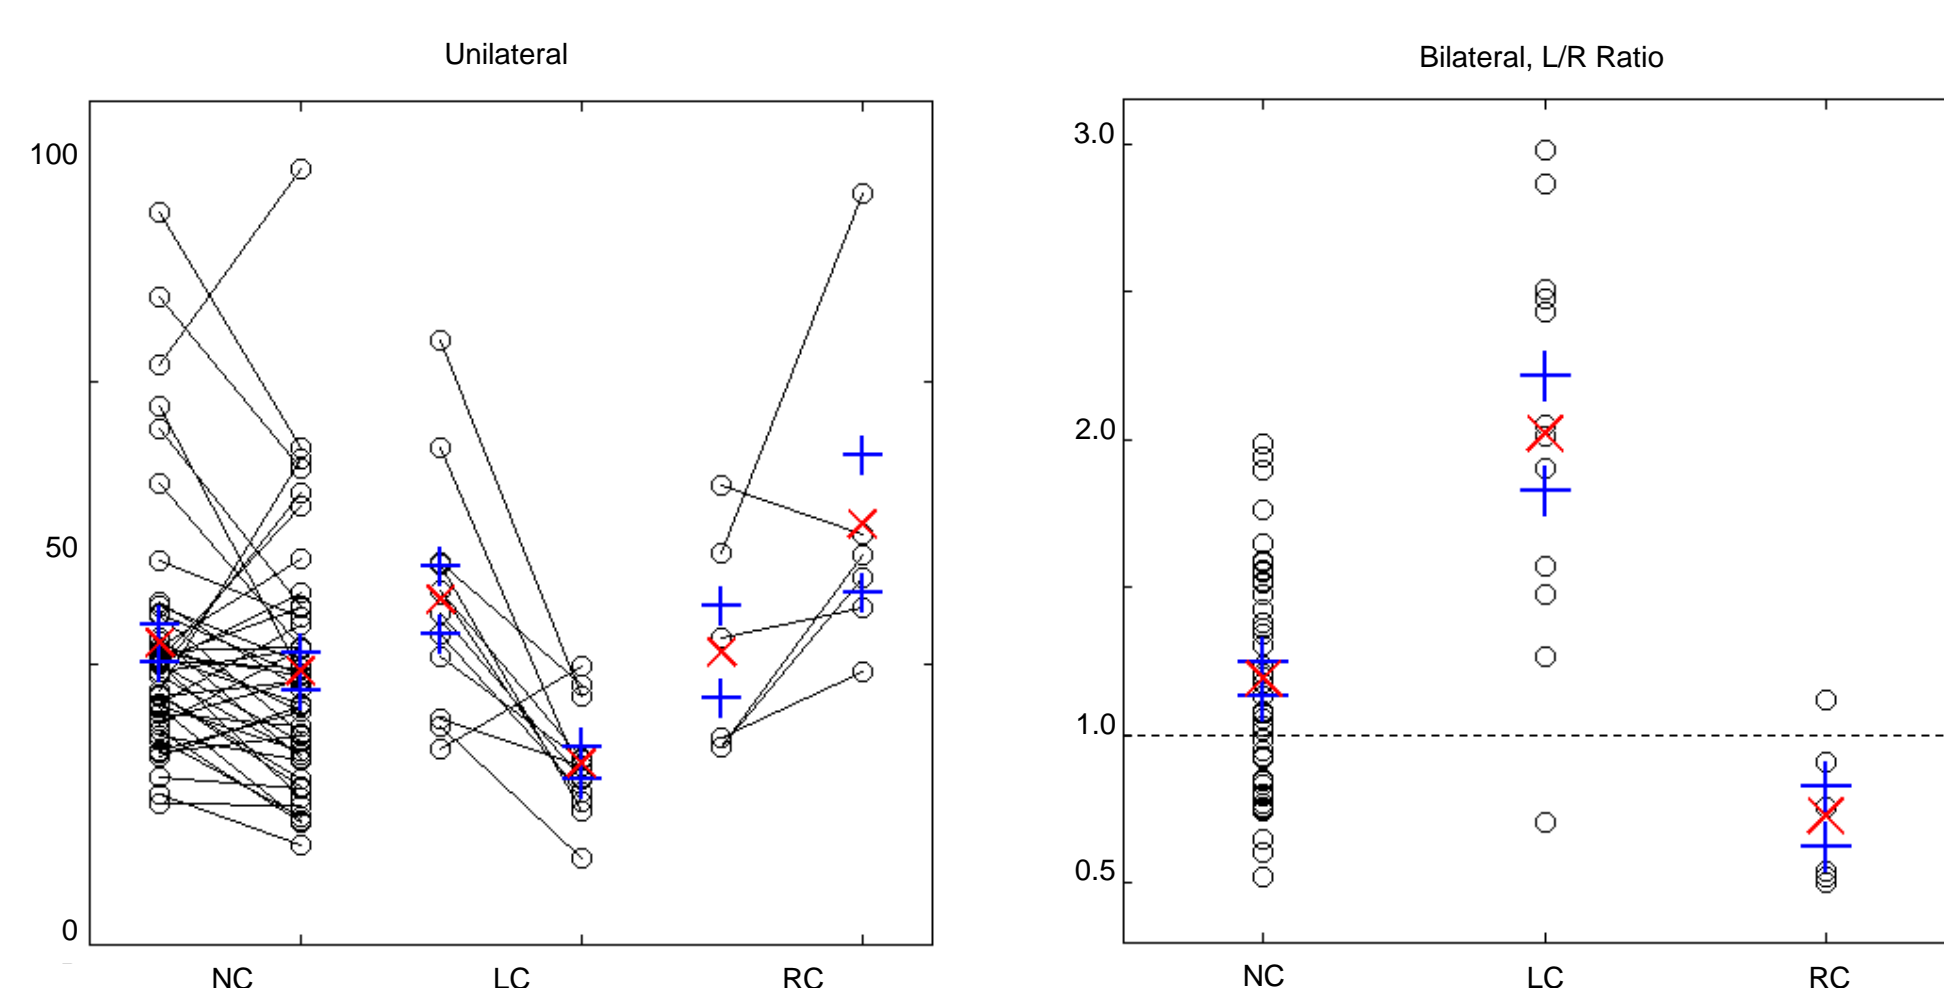 Unilateral
100
50
0
NC LC RC
Bilateral, L/R Ratio
3.0
2.0
1.0
0.5
NC LC RC